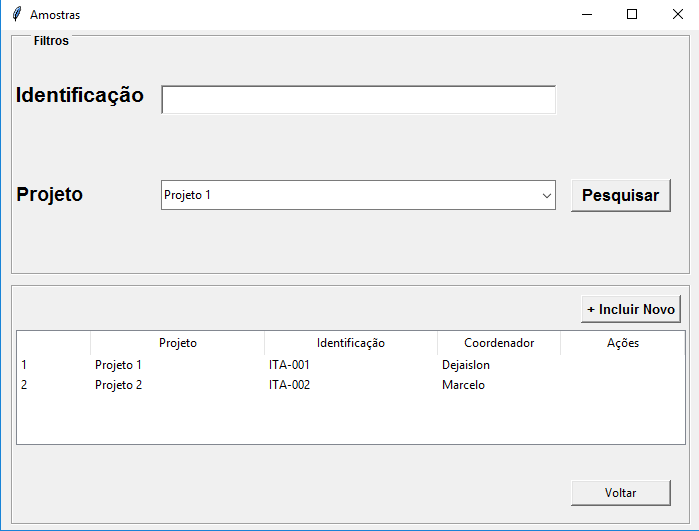 Amostras
Filtros
Identificação
Projeto
Projeto 1
Pesquisar
+ Incluir Novo
Projeto Identificação Coordenador Ações
1 Projeto 1 ITA-001 Dejaislon
2 Projeto 2 ITA-002 Marcelo
Voltar